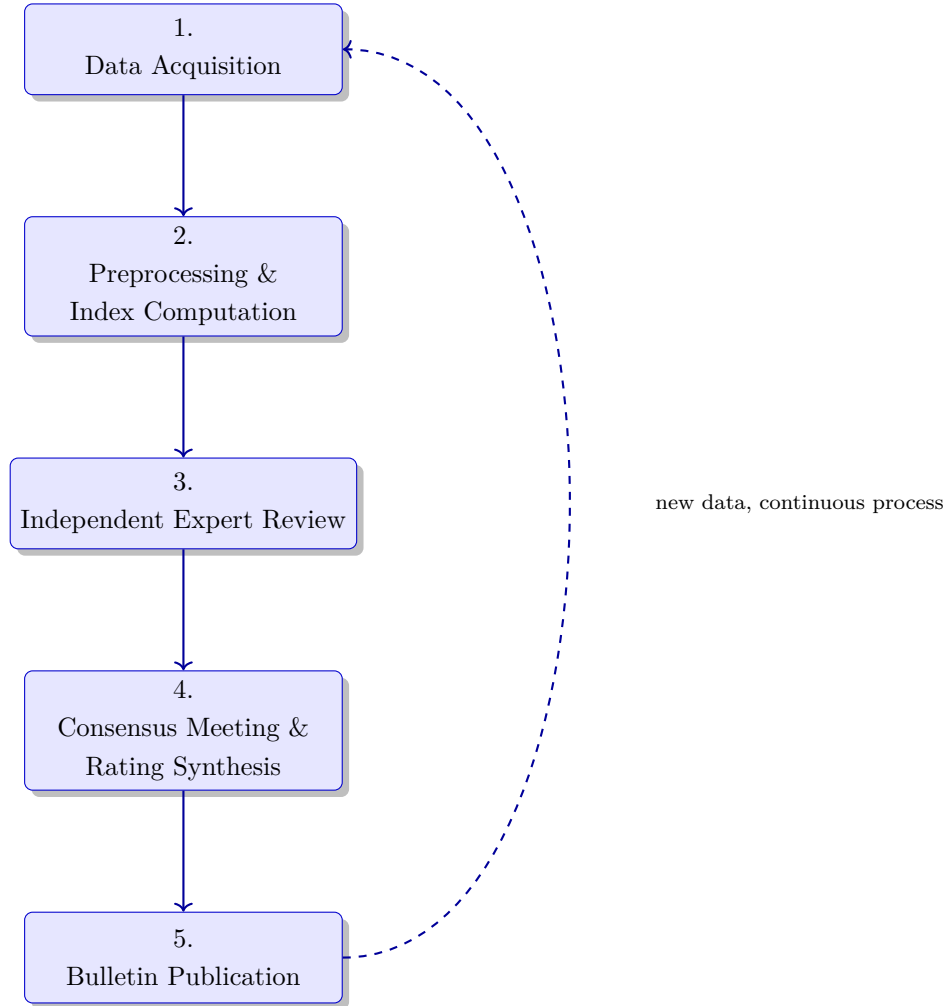 1.
Data Acquisition
2.
Preprocessing &
Index Computation
3.
Independent Expert Review
new data, continuous process
4.
Consensus Meeting &
Rating Synthesis
5.
Bulletin Publication